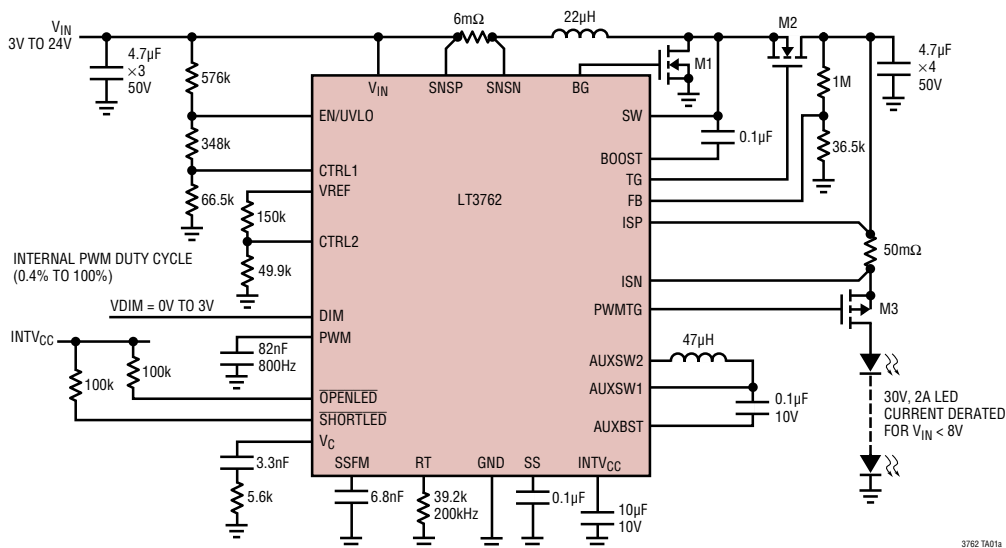 VIN
3V TO 24V
4.7µF
×3
50V
576k
348k
66.5k
6mΩ
22µH
M1
M2
1M
36.5k
4.7µF
×4
50V
0.1µF
VIN
SNSP
SNSN
BG
EN/UVLO
CTRL1
VREF
150k
CTRL2
49.9k
LT3762
SW
BOOST
TG
FB
ISP
ISN
50mΩ
PWMTG
M3
INTERNAL PWM DUTY CYCLE
(0.4% TO 100%)
VDIM = 0V TO 3V
DIM
PWM
82nF
800Hz
INTVCC
100k
100k
OPENLED
SHORTLED
VC
3.3nF
5.6k
AUXSW2
47µH
AUXSW1
0.1µF
10V
AUXBST
30V, 2A LED
CURRENT DERATED
FOR VIN < 8V
SSFM
RT
GND
SS
INTVCC
6.8nF
39.2k
200kHz
0.1µF
10µF
10V
3762 TA01a